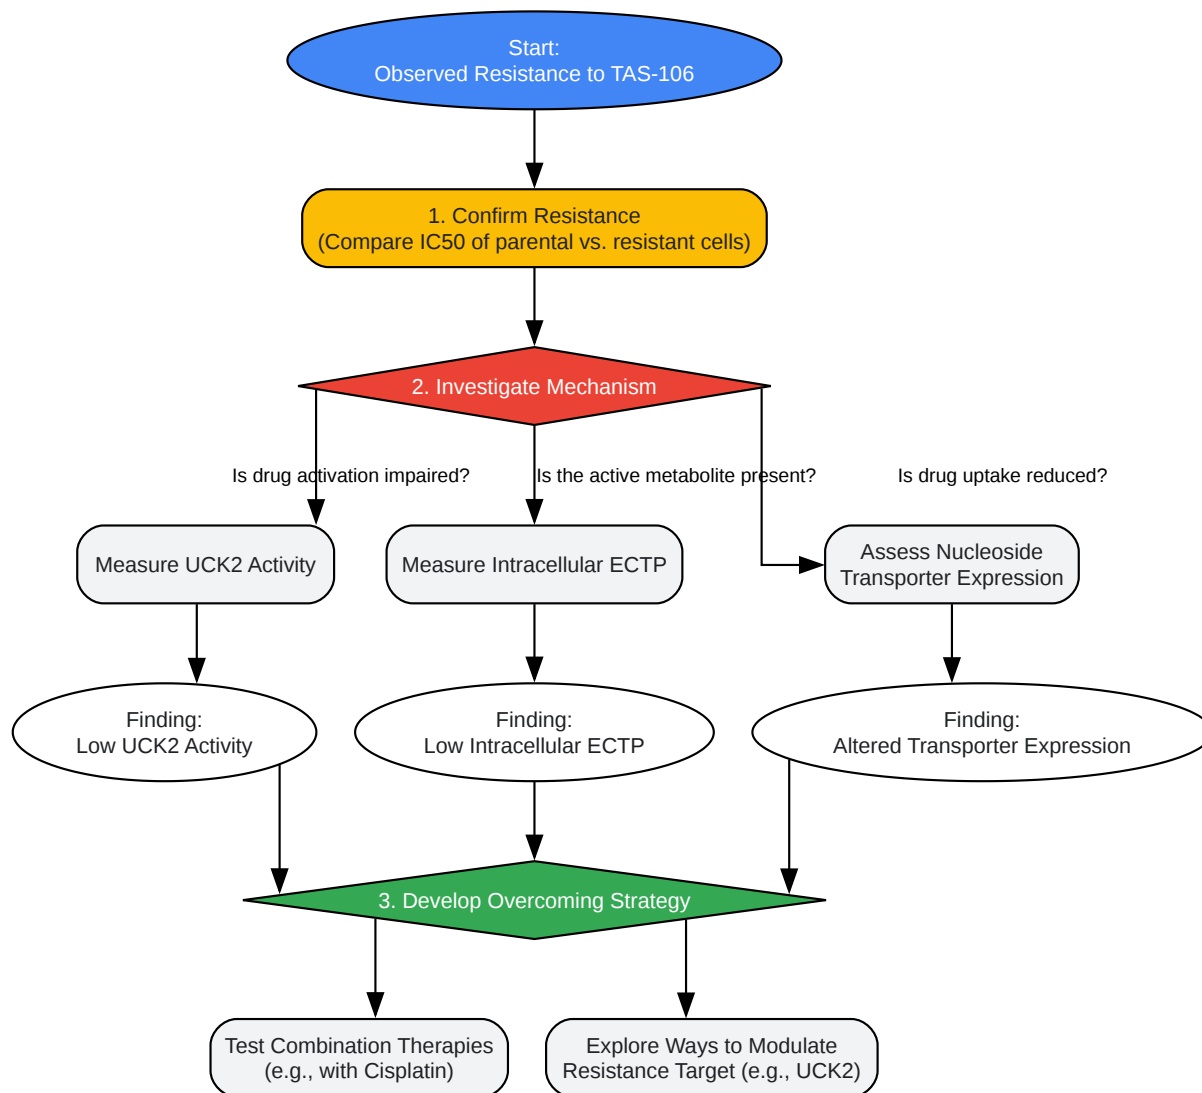 Start:
Observed Resistance to TAS-106
1. Confirm Resistance
(Compare IC50 of parental vs. resistant cells)
2. Investigate Mechanism
Is drug activation impaired?
Is the active metabolite present?
Is drug uptake reduced?
Measure UCK2 Activity
Measure Intracellular ECTP
Assess Nucleoside
Transporter Expression
Finding:
Low UCK2 Activity
Finding:
Low Intracellular ECTP
Finding:
Altered Transporter Expression
3. Develop Overcoming Strategy
Test Combination Therapies
(e.g., with Cisplatin)
Explore Ways to Modulate
Resistance Target (e.g., UCK2)